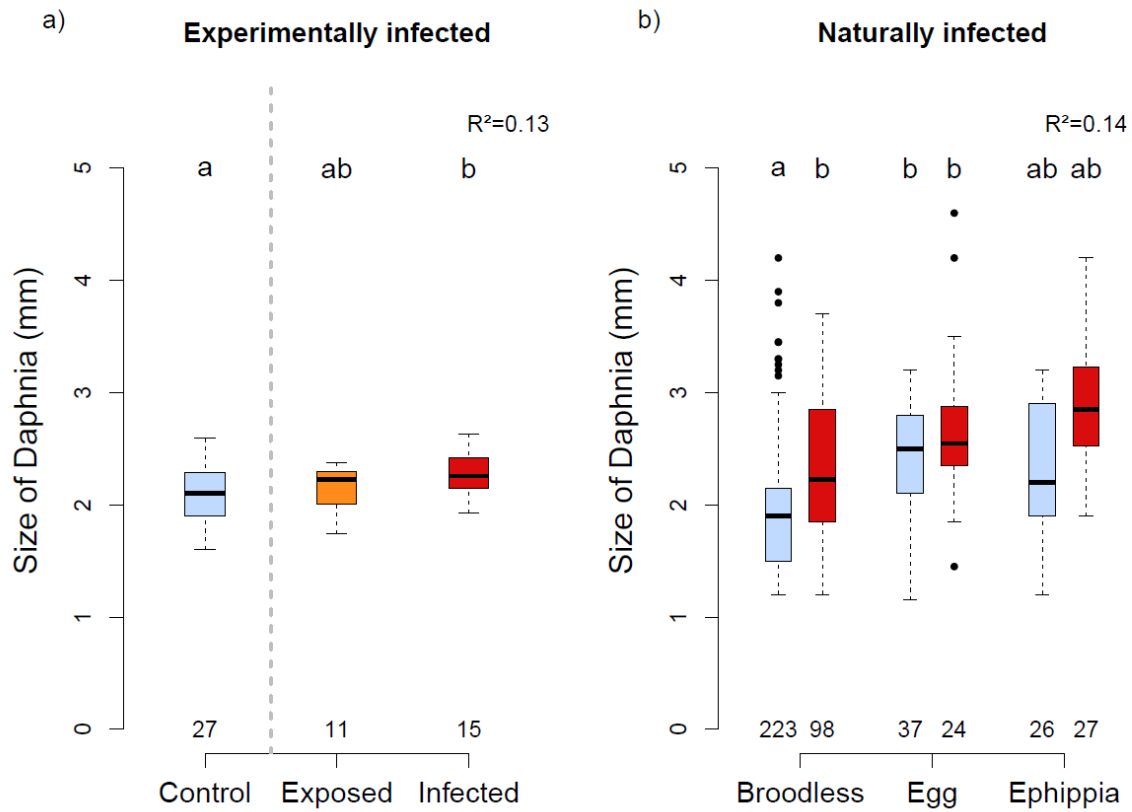 a)
Experimentally infected
R²=0.13
a ab b
5
4
3
2
1
0
Size of Daphnia (mm)
27 11 15
Control Exposed Infected
b)
Naturally infected
R²=0.14
a b b b ab ab
5
4
3
2
1
0
Size of Daphnia (mm)
223 98 37 24 26 27
Broodless Egg Ephippia